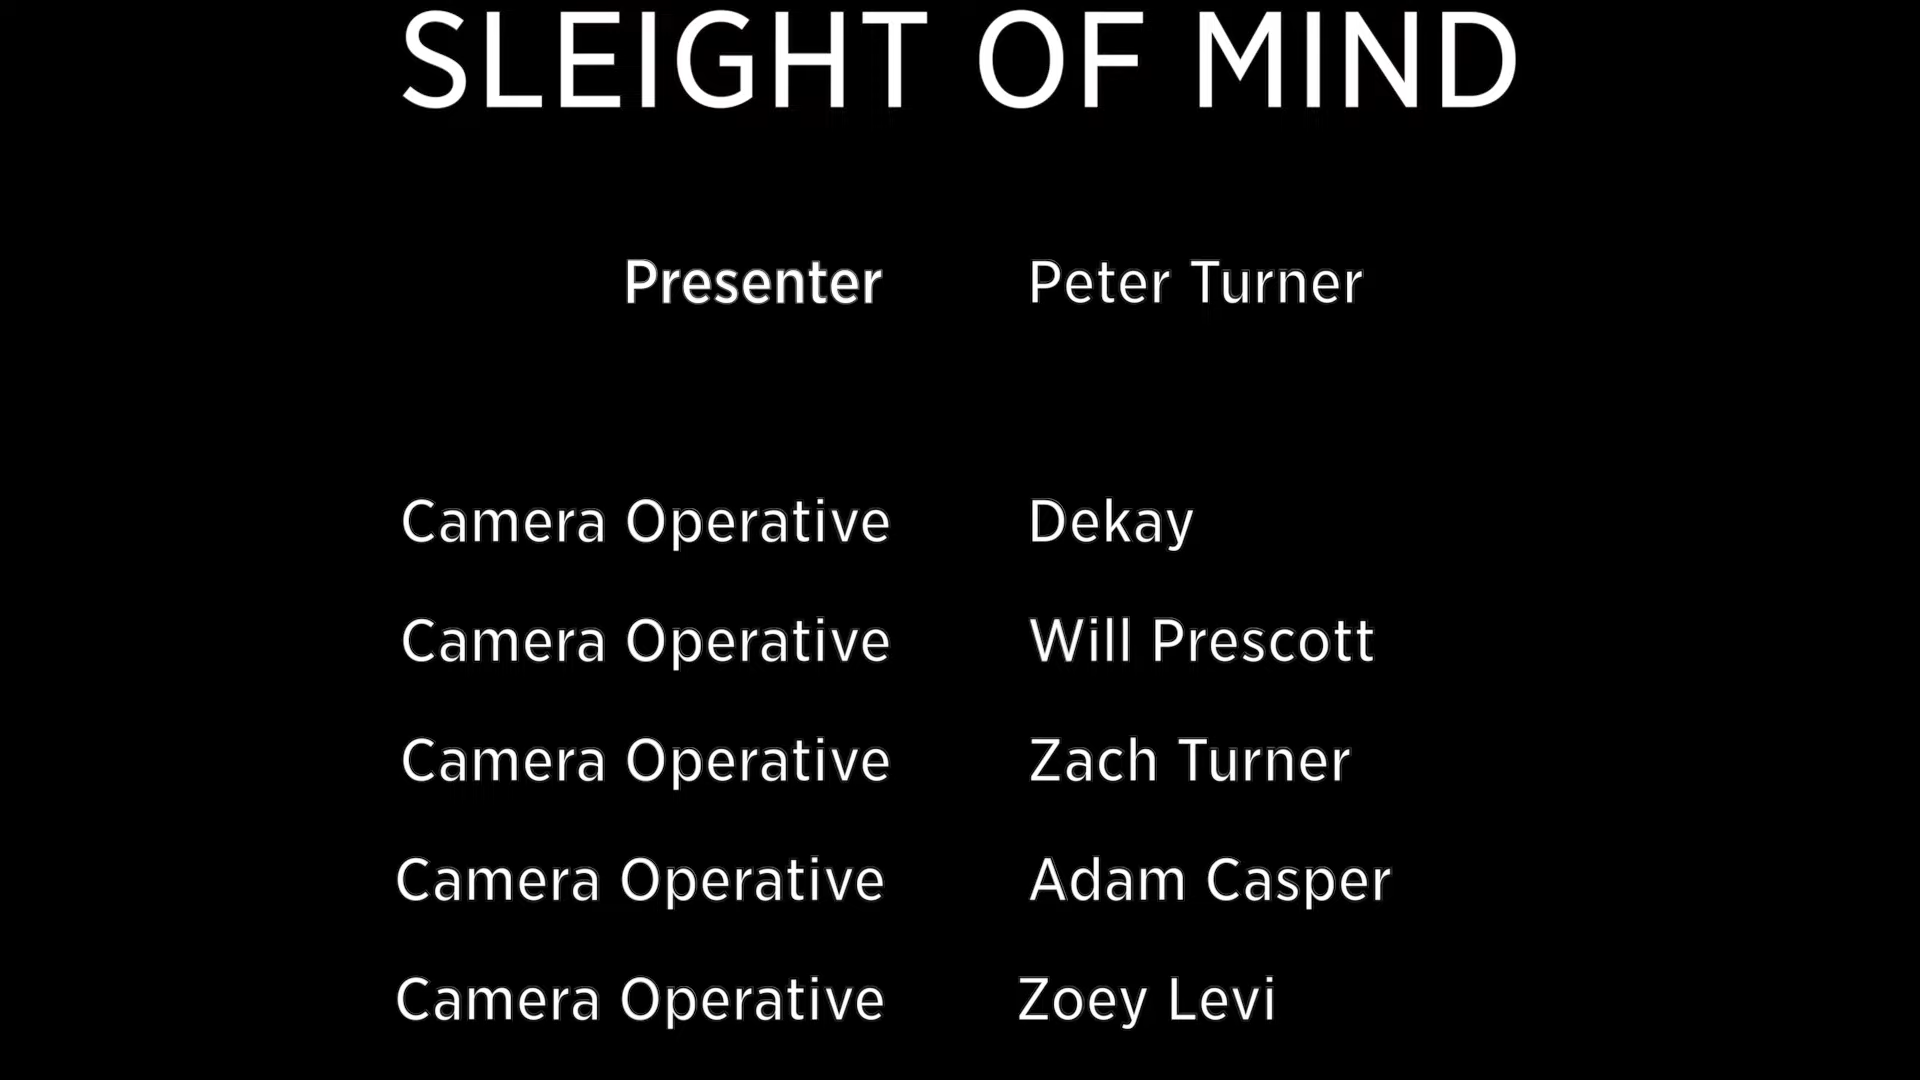 SLEIGHT OF MIND
Presenter Peter Turner
Camera Operative Dekay
Camera Operative Will Prescott
Camera Operative Zach Turner
Camera Operative Adam Casper
Camera Operative Zoey Levi